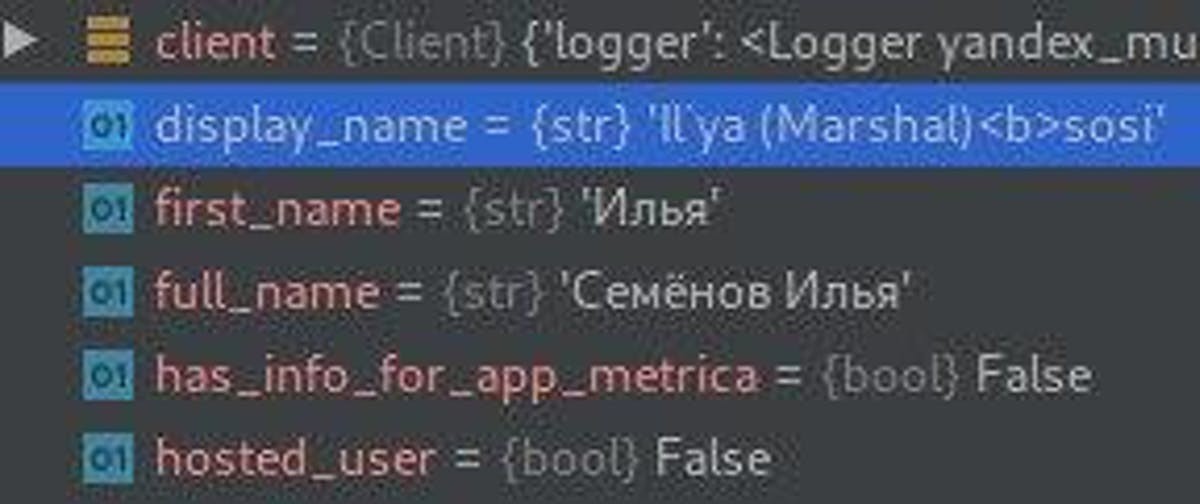 client = {Client} {'logger': <Logger yandex_mu
01 display_name = {str} 'Il`ya (Marshal)<b>sosi'
01 first_name = {str} 'Илья'
01 full_name = {str} 'Семёнов Илья'
01 has_info_for_app_metrica = {bool} False
01 hosted_user = {bool} False